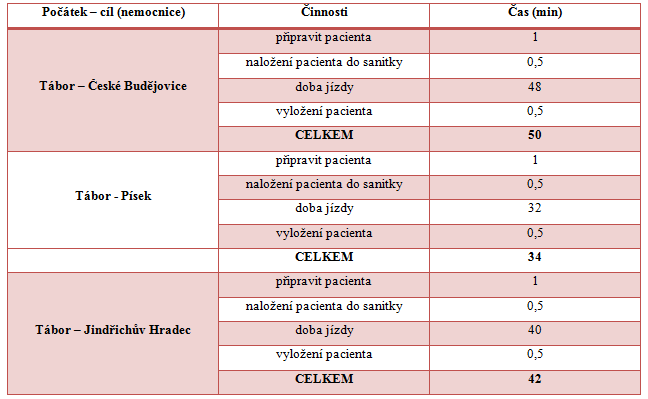 Počátek – cíl (nemocnice) Činnosti Čas (min)
připravit pacienta 1
naložení pacienta do sanitky 0,5
Tábor – České Budějovice doba jízdy 48
vyložení pacienta 0,5
CELKEM 50
připravit pacienta 1
naložení pacienta do sanitky 0,5
Tábor - Písek doba jízdy 32
vyložení pacienta 0,5
CELKEM 34
připravit pacienta 1
naložení pacienta do sanitky 0,5
Tábor – Jindřichův Hradec doba jízdy 40
vyložení pacienta 0,5
CELKEM 42